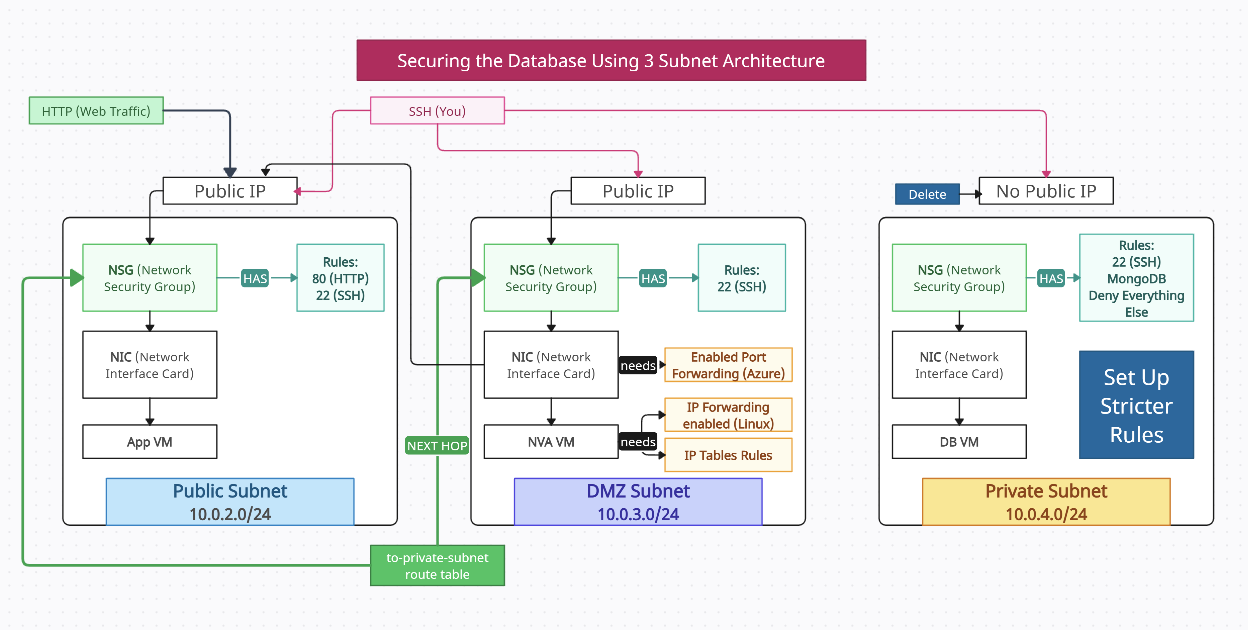 Securing the Database Using 3 Subnet Architecture
HTTP (Web Traffic)
SSH (You)
Public IP
Public IP
Delete
No Public IP
NSG (Network
Security Group)
HAS
Rules:
80 (HTTP)
22 (SSH)
NIC (Network
Interface Card)
App VM
Public Subnet
10.0.2.0/24
NSG (Network
Security Group)
HAS
Rules:
22 (SSH)
NIC (Network
Interface Card)
needs
Enabled Port
Forwarding (Azure)
NVA VM
needs
IP Forwarding
enabled (Linux)
IP Tables Rules
NEXT HOP
DMZ Subnet
10.0.3.0/24
NSG (Network
Security Group)
HAS
Rules:
22 (SSH)
MongoDB
Deny Everything
Else
NIC (Network
Interface Card)
Set Up
Stricter
Rules
DB VM
Private Subnet
10.0.4.0/24
to-private-subnet
route table